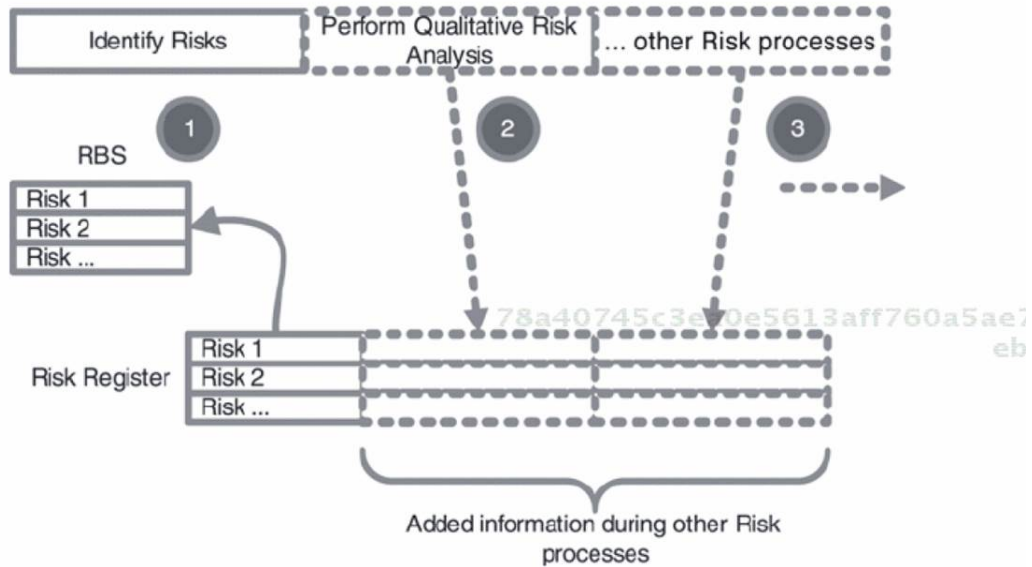 Identify Risks
Perform Qualitative Risk
Analysis
... other Risk processes
1
2
3
RBS
Risk 1
Risk 2
Risk ...
Risk Register
Risk 1
Risk 2
Risk ...
Added information during other Risk
processes